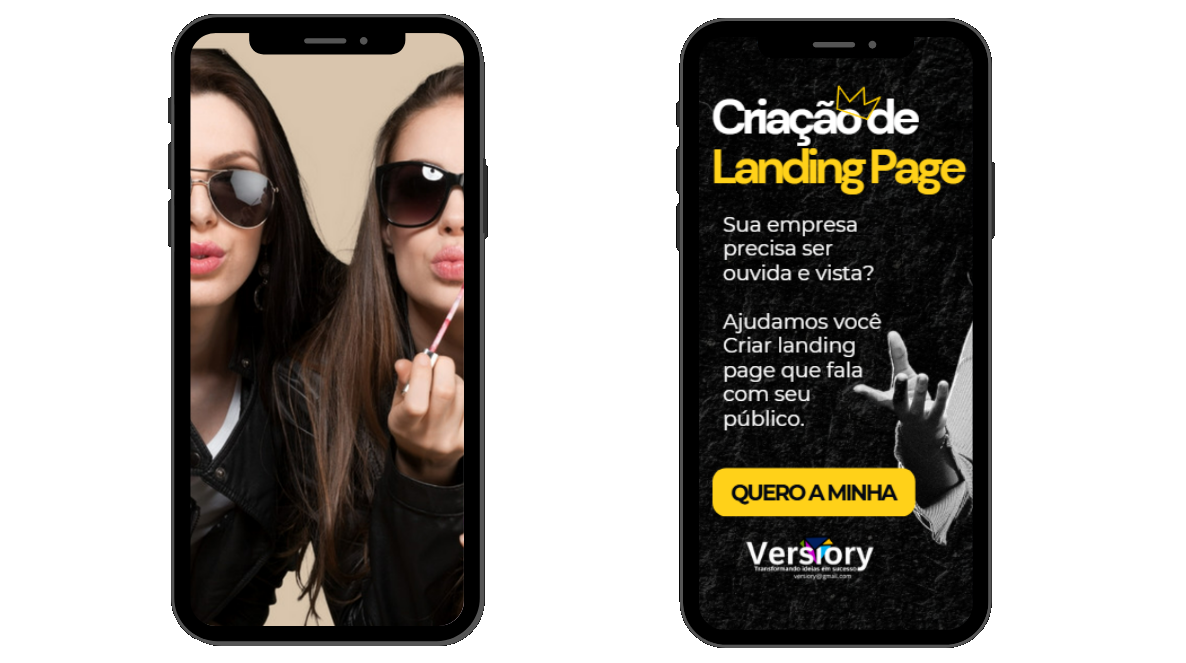 Criação de
Landing Page
Sua empresa
precisa ser
ouvida e vista?
Ajudamos você
Criar landing
page que fala
com seu
público.
QUERO A MINHA
Versiory
Transformando ideias em sucesso
versiory@gmail.com